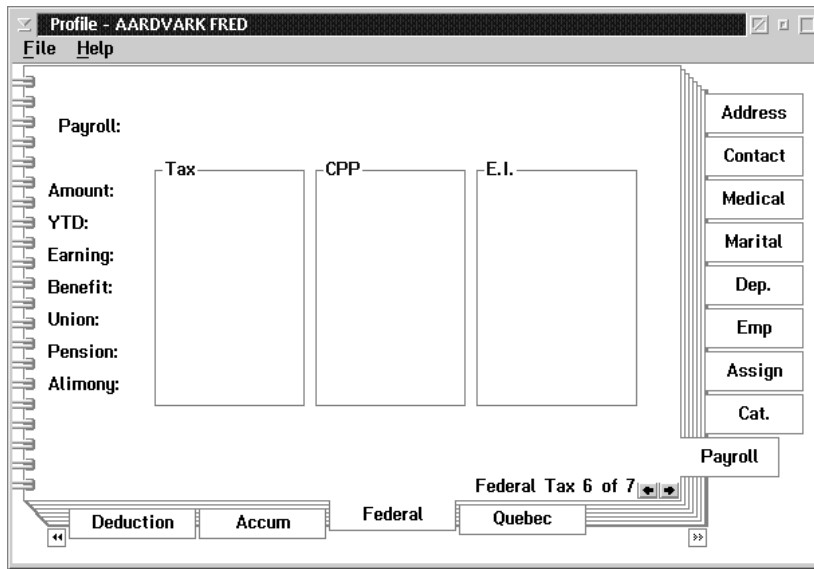 Profile - AARDVARK FRED
File Help
Payroll:
Tax CPP E.I.
Amount:
YTD:
Earning:
Benefit:
Union:
Pension:
Alimony:
Address
Contact
Medical
Marital
Dep.
Emp
Assign
Cat.
Payroll
Federal Tax 6 of 7
Deduction Accum Federal Quebec